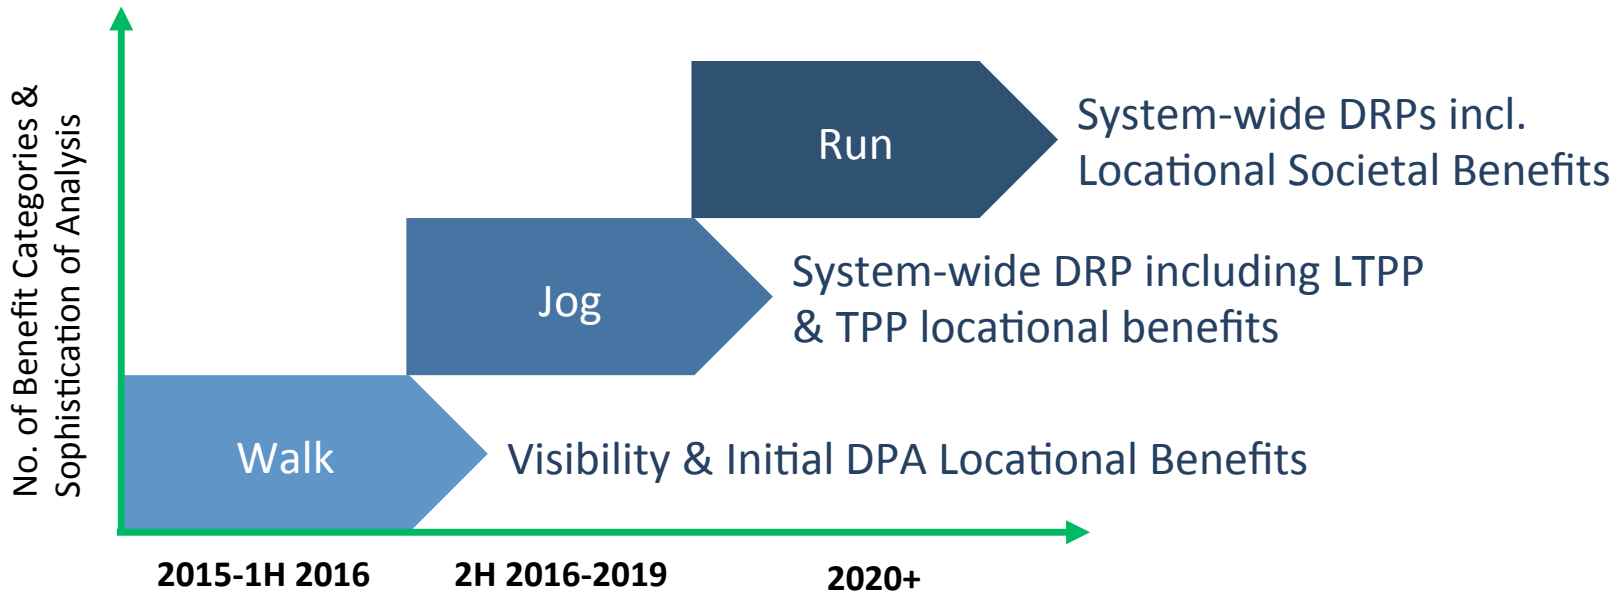 No. of Benefit Categories &
Sophistication of Analysis
Run
System-wide DRPs incl.
Locational Societal Benefits
Jog
System-wide DRP including LTPP
& TPP locational benefits
Walk
Visibility & Initial DPA Locational Benefits
2015-1H 2016
2H 2016-2019
2020+